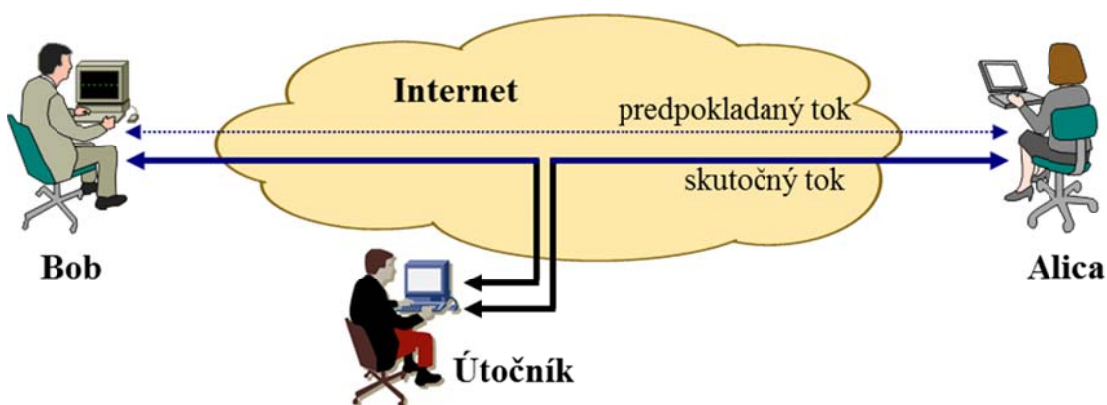 Internet
predpokladaný tok
skutočný tok
Bob
Alica
Útočník